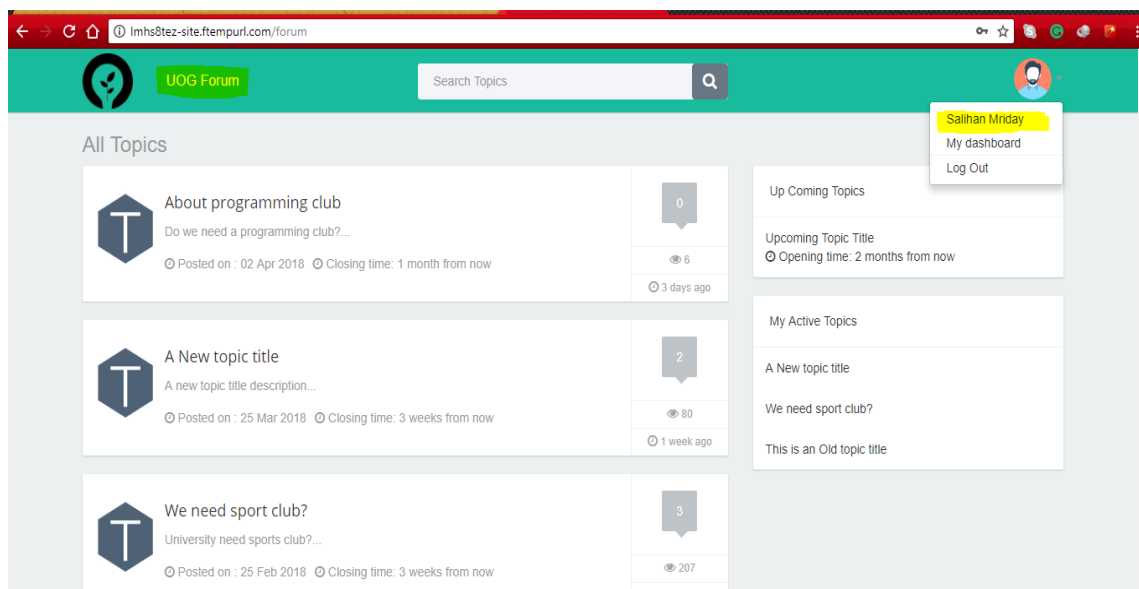 lmhs8tez-site.ftempurl.com/forum
UOG Forum
Search Topics
Salihan Mriday
My dashboard
Log Out
All Topics
T
About programming club
Do we need a programming club?...
Posted on : 02 Apr 2018 Closing time: 1 month from now
0
6
3 days ago
T
A New topic title
A new topic title description...
Posted on : 25 Mar 2018 Closing time: 3 weeks from now
2
80
1 week ago
T
We need sport club?
University need sports club?...
Posted on : 25 Feb 2018 Closing time: 3 weeks from now
3
207
Up Coming Topics
Upcoming Topic Title
Opening time: 2 months from now
My Active Topics
A New topic title
We need sport club?
This is an Old topic title